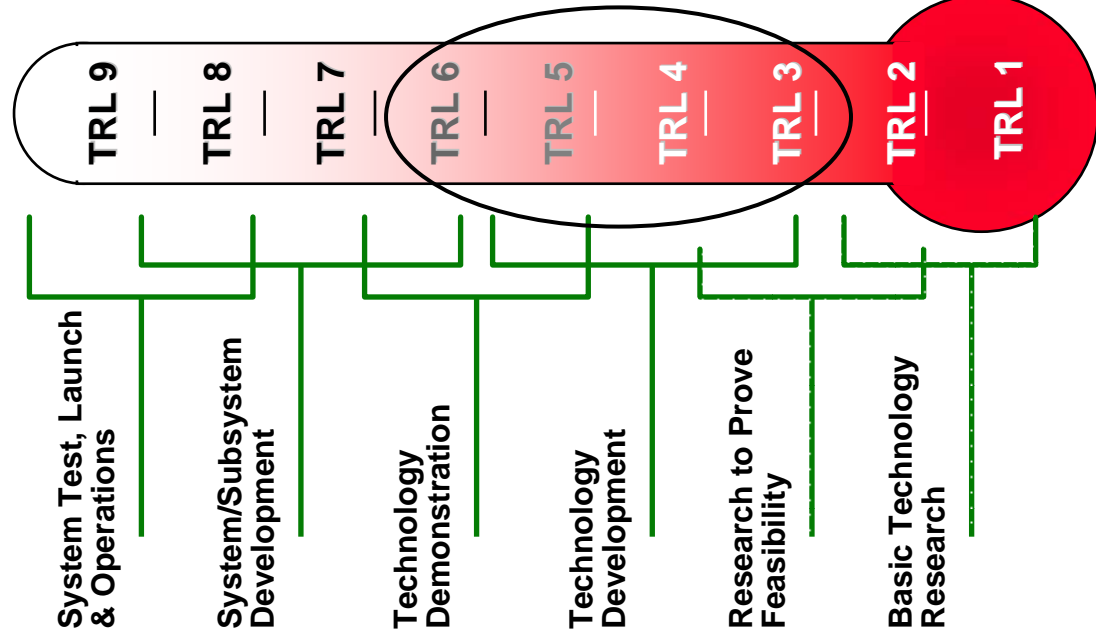 TRL 9
TRL 8
TRL 7
TRL 6
TRL 5
TRL 4
TRL 3
TRL 2
TRL 1
System Test, Launch
& Operations
System/Subsystem
Development
Technology
Demonstration
Technology
Development
Research to Prove
Feasibility
Basic Technology
Research